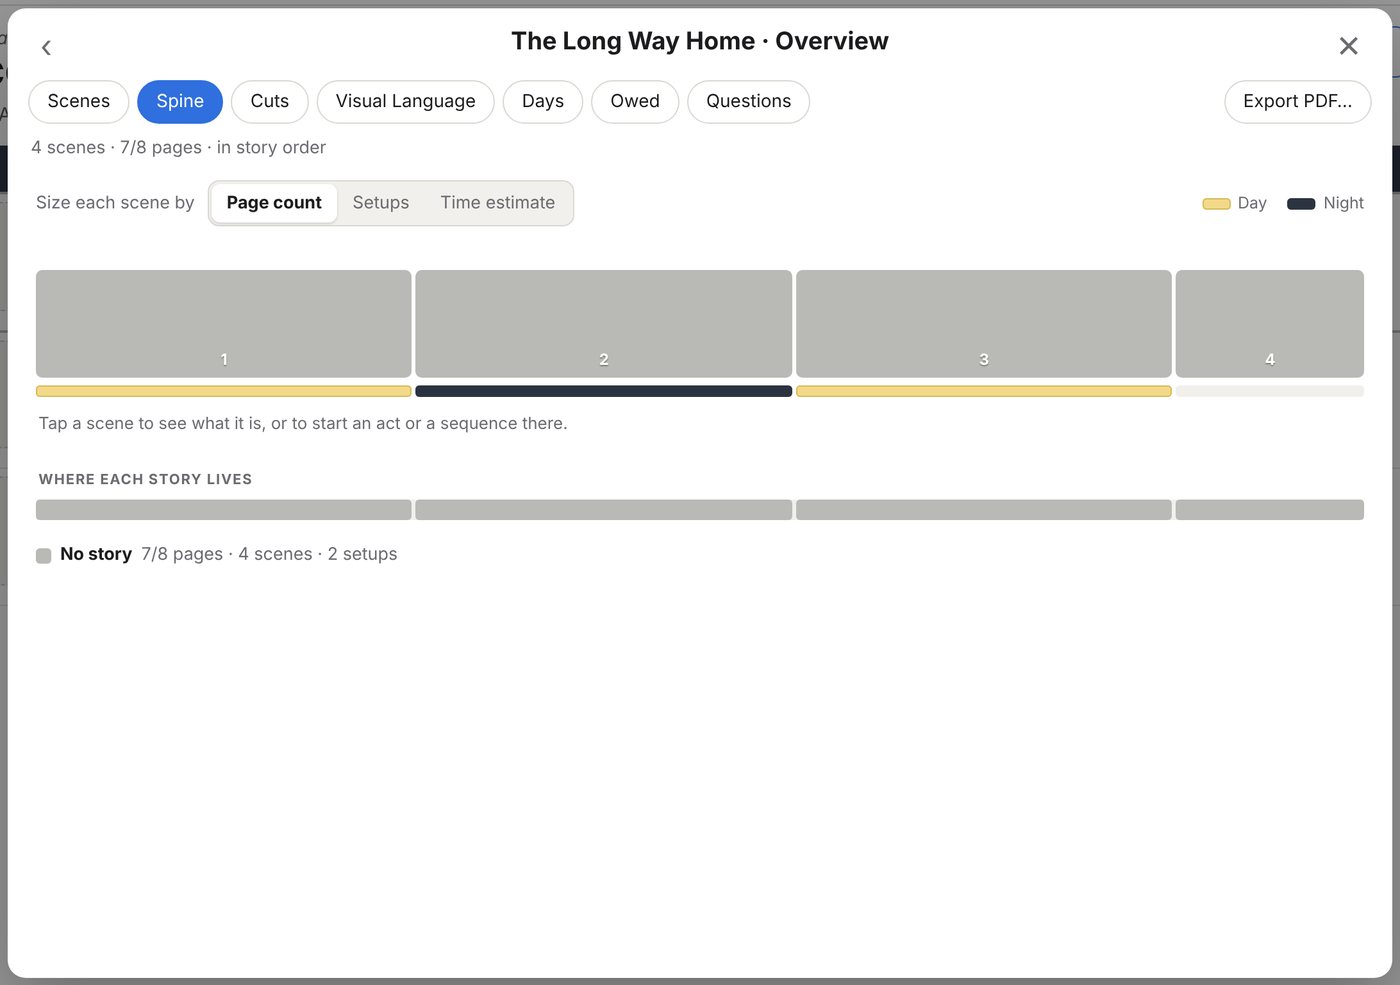 The Long Way Home · Overview
Scenes Spine Cuts Visual Language Days Owed Questions Export PDF...
4 scenes · 7/8 pages · in story order
Size each scene by Page count Setups Time estimate Day Night
1 2 3 4
Tap a scene to see what it is, or to start an act or a sequence there.
WHERE EACH STORY LIVES
No story 7/8 pages · 4 scenes · 2 setups